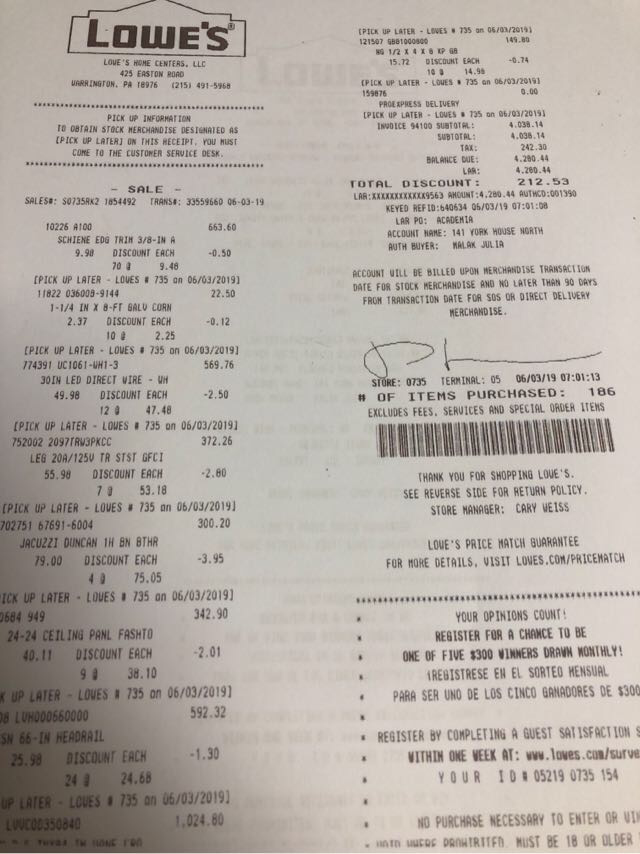 LOWE'S
LOWE'S HOME CENTERS, LLC
425 EASTON ROAD
WARRINGTON, PA 18976 (215) 491-5968
PICK UP INFORMATION
TO OBTAIN STOCK MERCHANDISE DESIGNATED AS
[PICK UP LATER] ON THIS RECEIPT, YOU MUST
COME TO THE CUSTOMER SERVICE DESK.
- SALE -
SALES#: S0735RK2 1854492 TRANS#: 33559660 06-03-19
10226 A100 663.60
SCHIENE EDG TRIM 3/8-IN A
9.98 DISCOUNT EACH -0.50
70 @ 9.48
[PICK UP LATER - LOWES # 735 on 06/03/2019]
11822 036008-9144 22.50
1-1/4 IN X 8-FT GALV CORN
2.37 DISCOUNT EACH -0.12
10 @ 2.25
[PICK UP LATER - LOWES # 735 on 06/03/2019]
774391 UC1061-WH1-3 569.76
30IN LED DIRECT WIRE - WH
49.98 DISCOUNT EACH -2.50
12 @ 47.48
[PICK UP LATER - LOWES # 735 on 06/03/2019]
752002 2097TRW3PKCC 372.26
LEG 20A/125V TR STST GFCI
55.98 DISCOUNT EACH -2.80
7 @ 53.18
[PICK UP LATER - LOWES # 735 on 06/03/2019]
702751 67691-6004 300.20
JACUZZI DUNCAN 1H BN BTHR
79.00 DISCOUNT EACH -3.95
4 @ 75.05
ICK UP LATER - LOWES # 735 on 06/03/2019]
0684 949 342.90
24-24 CEILING PANL FASHTO
40.11 DISCOUNT EACH -2.01
9 @ 38.10
K UP LATER - LOWES # 735 on 06/03/2019]
08 LWH000660000 592.32
SN 66-IN HEADRAIL
25.98 DISCOUNT EACH -1.30
24 @ 24.68
UP LATER - LOWES # 735 on 06/03/2019]
LVVC00350840 1,024.80
[PICK UP LATER - LOWES # 735 on 06/03/2019]
121507 GB81000800 149.80
NG 1/2 X 4 X 8 XP GB
15.72 DISCOUNT EACH -0.74
10 @ 14.98
[PICK UP LATER - LOWES # 735 on 06/03/2019]
159876 0.00
PROEXPRESS DELIVERY
[PICK UP LATER - LOWES # 735 on 06/03/2019]
INVOICE 94100 SUBTOTAL: 4,038.14
SUBTOTAL: 4,038.14
TAX: 242.30
BALANCE DUE: 4,280.44
LAR: 4,280.44
TOTAL DISCOUNT: 212.53
LAR:XXXXXXXXXXXX9563 AMOUNT:4,280.44 AUTHCD:001390
KEYED REFID:640634 06/03/19 07:01:08
LAR PO: ACADEMIA
ACCOUNT NAME: 141 YORK HOUSE NORTH
AUTH BUYER: MALAK JULIA
ACCOUNT WILL BE BILLED UPON MERCHANDISE TRANSACTION
DATE FOR STOCK MERCHANDISE AND NO LATER THAN 90 DAYS
FROM TRANSACTION DATE FOR SOS OR DIRECT DELIVERY
MERCHANDISE.
STORE: 0735 TERMINAL: 05 06/03/19 07:01:13
# OF ITEMS PURCHASED: 186
EXCLUDES FEES, SERVICES AND SPECIAL ORDER ITEMS
THANK YOU FOR SHOPPING LOWE'S.
SEE REVERSE SIDE FOR RETURN POLICY.
STORE MANAGER: CARY WEISS
LOWE'S PRICE MATCH GUARANTEE
FOR MORE DETAILS, VISIT LOWES.COM/PRICEMATCH
YOUR OPINIONS COUNT!
REGISTER FOR A CHANCE TO BE
ONE OF FIVE $300 WINNERS DRAWN MONTHLY!
¡REGISTRESE EN EL SORTEO MENSUAL
PARA SER UNO DE LOS CINCO GANADORES DE $300
REGISTER BY COMPLETING A GUEST SATISFACTION S
WITHIN ONE WEEK AT: www.lowes.com/surve
YOUR ID# 05219 0735 154
NO PURCHASE NECESSARY TO ENTER OR WIN
VOID WHERE PROHIBITED. MUST BE 18 OR OLDER